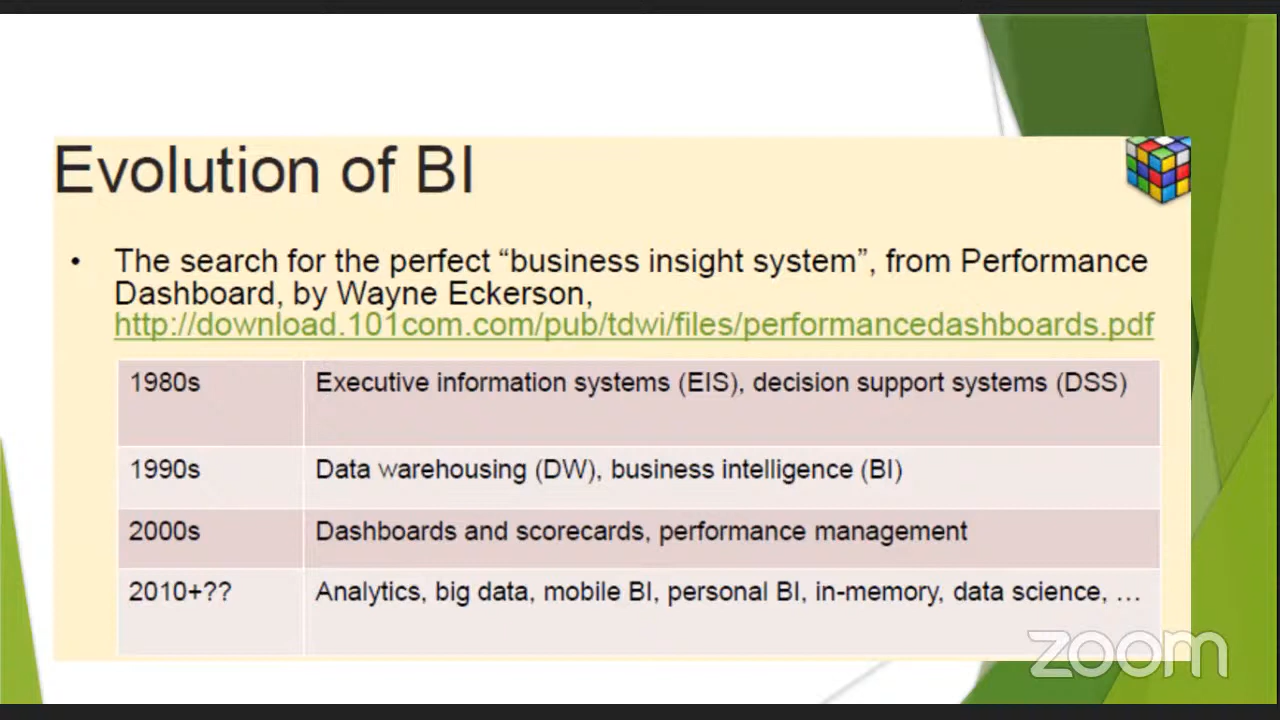 Evolution of BI
• The search for the perfect “business insight system”, from Performance
Dashboard, by Wayne Eckerson,
http://download.101com.com/pub/tdwi/files/performancedashboards.pdf
1980s Executive information systems (EIS), decision support systems (DSS)
1990s Data warehousing (DW), business intelligence (BI)
2000s Dashboards and scorecards, performance management
2010+?? Analytics, big data, mobile BI, personal BI, in-memory, data science, …
zoom